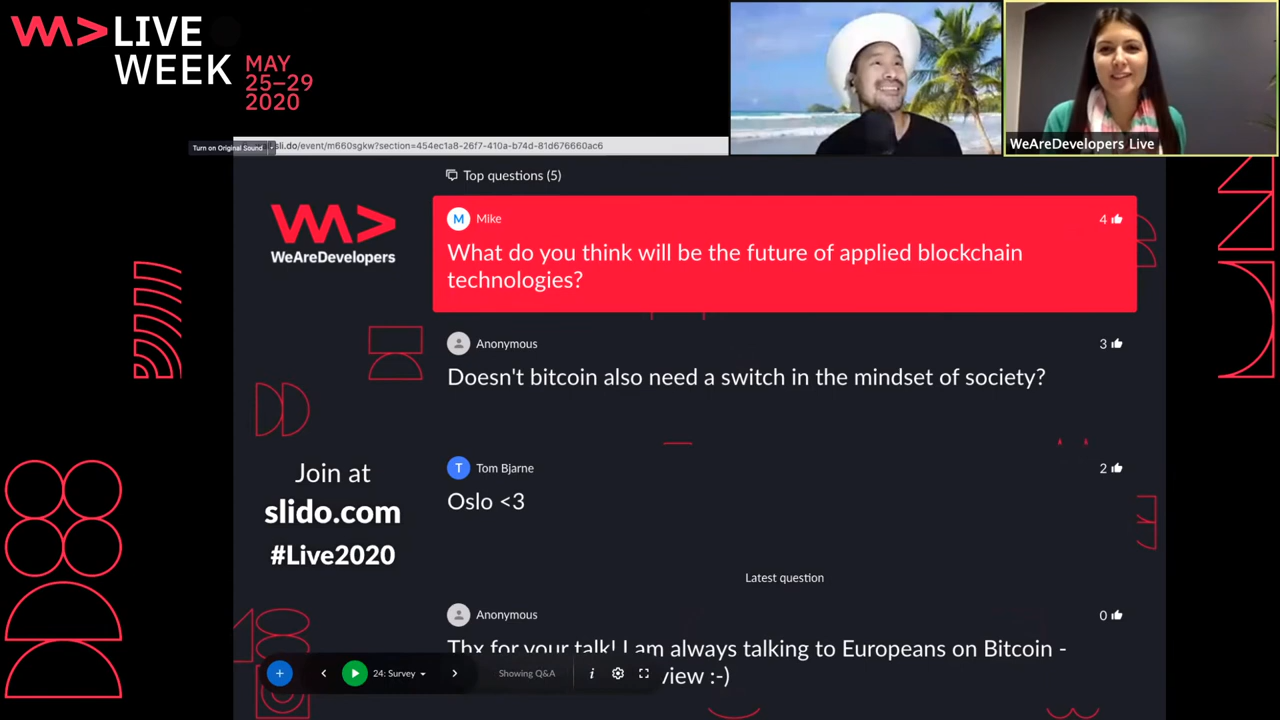 LIVE
WEEK
MAY
25–29
2020
WeAreDevelopers Live
Turn on Original Sound
sli.do/event/m660sgkw?section=454ec1a8-26f7-410a-b74d-81d676660ac6
Top questions (5)
WeAreDevelopers
M Mike 4
What do you think will be the future of applied blockchain
technologies?
Anonymous 3
Doesn't bitcoin also need a switch in the mindset of society?
Join at
slido.com
#Live2020
T Tom Bjarne 2
Oslo <3
Latest question
Anonymous 0
Thx for your talk! I am always talking to Europeans on Bitcoin -
view :-)
24: Survey
Showing Q&A